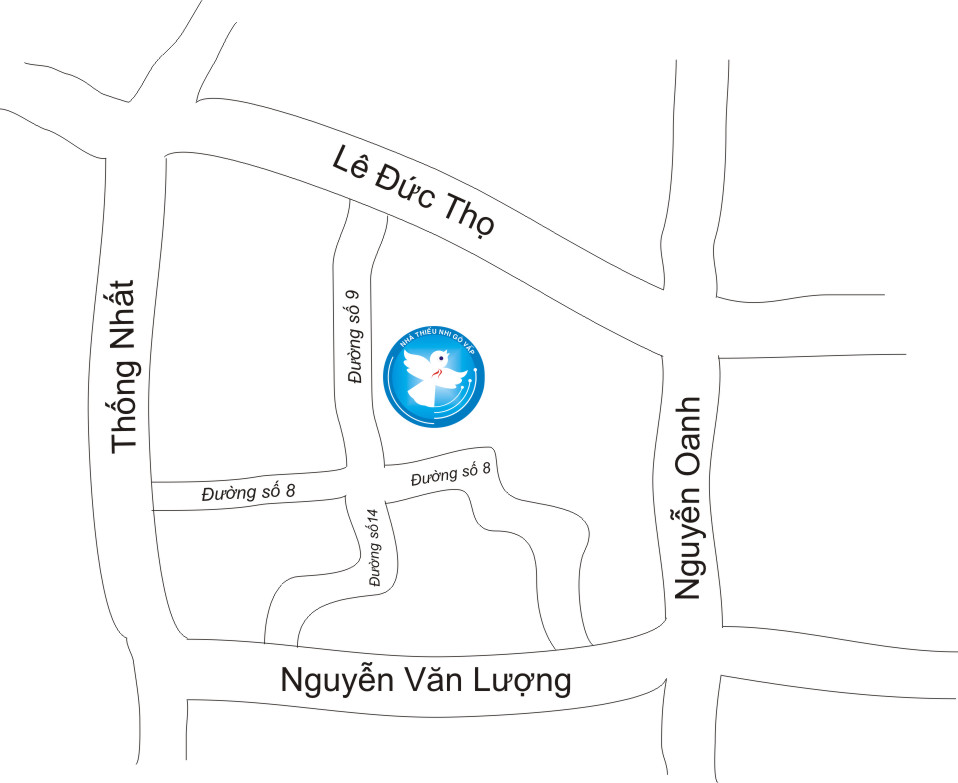 Lê Đức Thọ
Thống Nhất
Đường số 9
NHÀ THIẾU NHI GÒ VẤP
Nguyễn Oanh
Đường số 8
Đường số 8
Đường số14
Nguyễn Văn Lượng